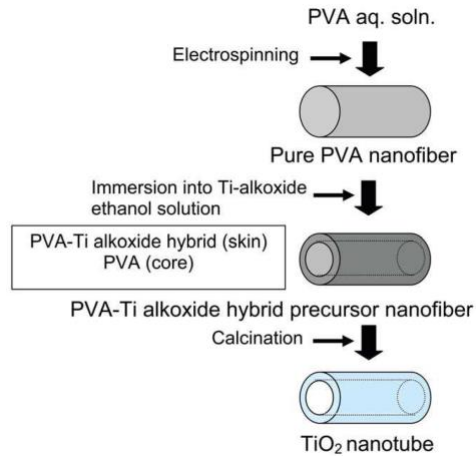 PVA aq. soln.
Electrospinning
Pure PVA nanofiber
Immersion into Ti-alkoxide
ethanol solution
PVA-Ti alkoxide hybrid (skin)
PVA (core)
PVA-Ti alkoxide hybrid precursor nanofiber
Calcination
TiO₂ nanotube